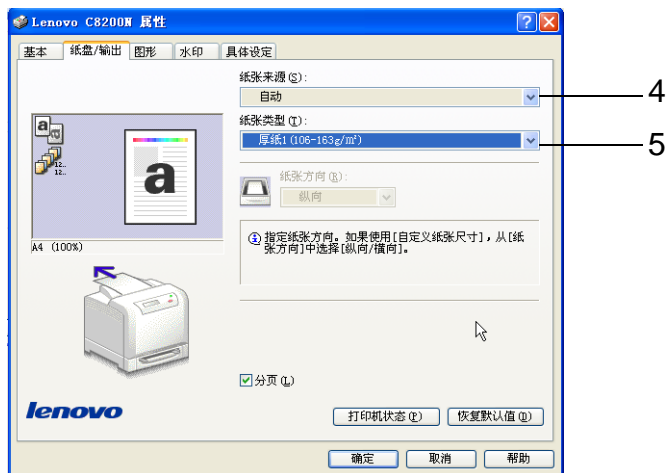 Lenovo C8200N 属性
基本 纸盘/输出 图形 水印 具体设定
纸张来源(S):
自动
4
纸张类型(T):
厚纸1(106-163g/m²)
5
a
a
12..
12..
a
纸张方向(R):
纵向
指定纸张方向。如果使用[自定义纸张尺寸],从[纸
张方向]中选择[纵向/横向]。
A4 (100%)
分页(L)
lenovo
打印机状态(P) 恢复默认值(D)
确定 取消 帮助